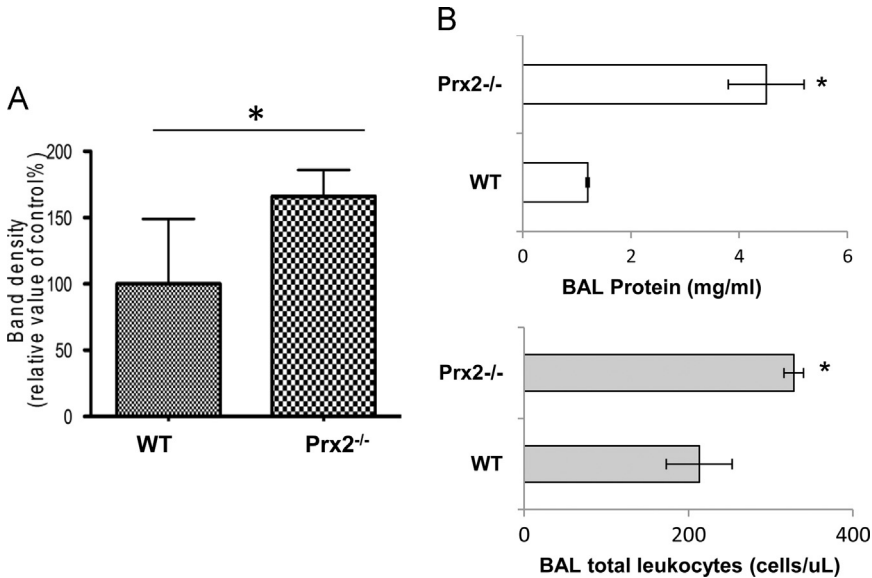 A
*
Band density
(relative value of control%)
200
150
100
50
0
WT
Prx2-/-
B
Prx2-/-
*
WT
0
2
4
6
BAL Protein (mg/ml)
Prx2-/-
*
WT
0
200
400
BAL total leukocytes (cells/uL)